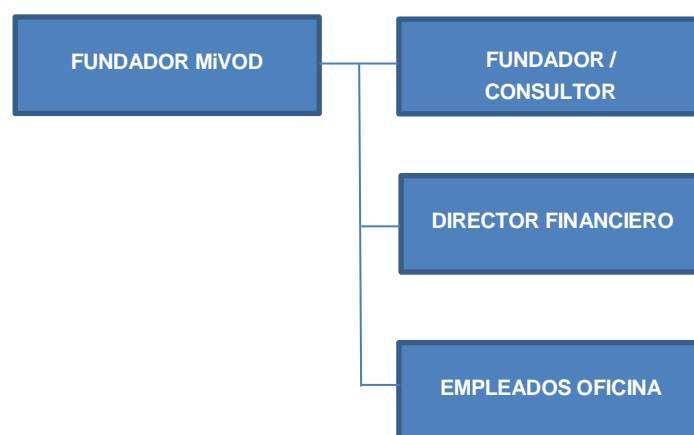 FUNDADOR MiVOD
FUNDADOR /
CONSULTOR
DIRECTOR FINANCIERO
EMPLEADOS OFICINA